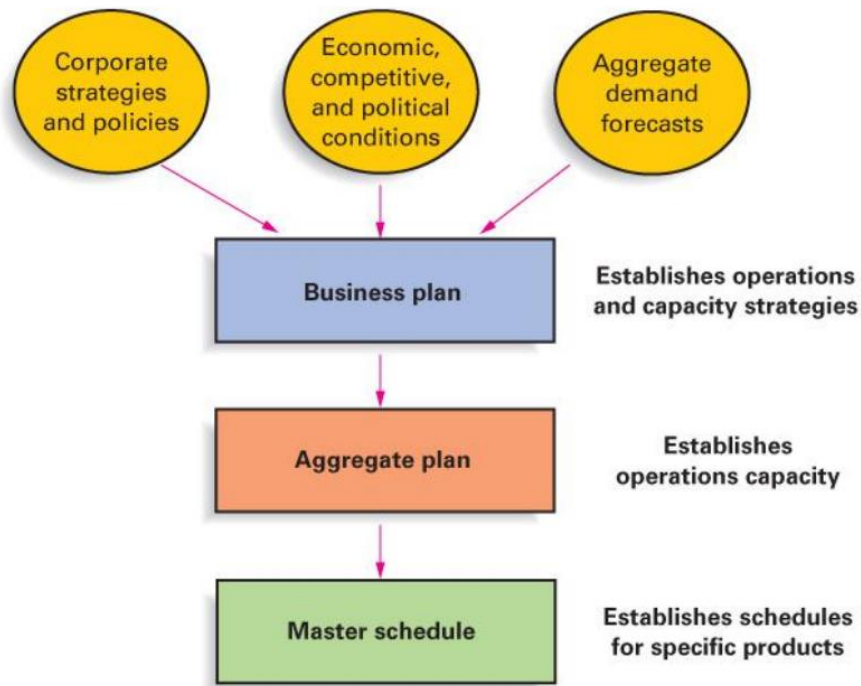 Corporate
strategies
and policies
Economic,
competitive,
and political
conditions
Aggregate
demand
forecasts
Business plan
Establishes operations
and capacity strategies
Aggregate plan
Establishes
operations capacity
Master schedule
Establishes schedules
for specific products